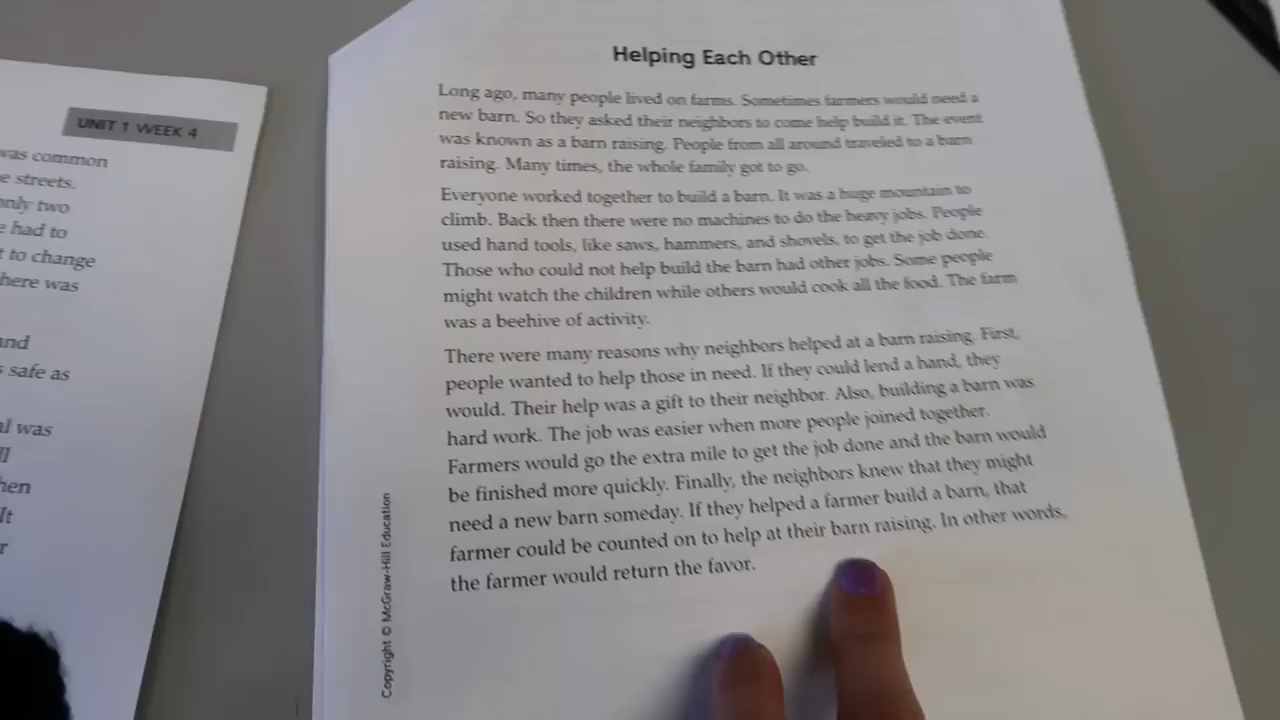 UNIT 1 WEEK 4
was common
streets.
only two
had to
to change
here was
and
safe as
was
hen
It
Helping Each Other
Long ago, many people lived on farms. Sometimes farmers would need a
new barn. So they asked their neighbors to come help build it. The event
was known as a barn raising. People from all around traveled to a barn
raising. Many times, the whole family got to go.
Everyone worked together to build a barn. It was a huge mountain to
climb. Back then there were no machines to do the heavy jobs. People
used hand tools, like saws, hammers, and shovels, to get the job done.
Those who could not help build the barn had other jobs. Some people
might watch the children while others would cook all the food. The farm
was a beehive of activity.
There were many reasons why neighbors helped at a barn raising. First,
people wanted to help those in need. If they could lend a hand, they
would. Their help was a gift to their neighbor. Also, building a barn was
hard work. The job was easier when more people joined together.
Farmers would go the extra mile to get the job done and the barn would
be finished more quickly. Finally, the neighbors knew that they might
need a new barn someday. If they helped a farmer build a barn, that
farmer could be counted on to help at their barn raising. In other words,
the farmer would return the favor.
Copyright © McGraw-Hill Education